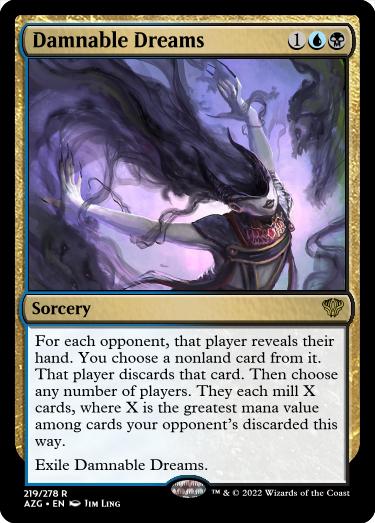 Damnable Dreams 1
Sorcery
For each opponent, that player reveals their
hand. You choose a nonland card from it.
That player discards that card. Then choose
any number of players. They each mill X
cards, where X is the greatest mana value
among cards your opponent's discarded this
way.
Exile Damnable Dreams.
219/278 R
AZG • EN Jim Ling
™ & © 2022 Wizards of the Coast